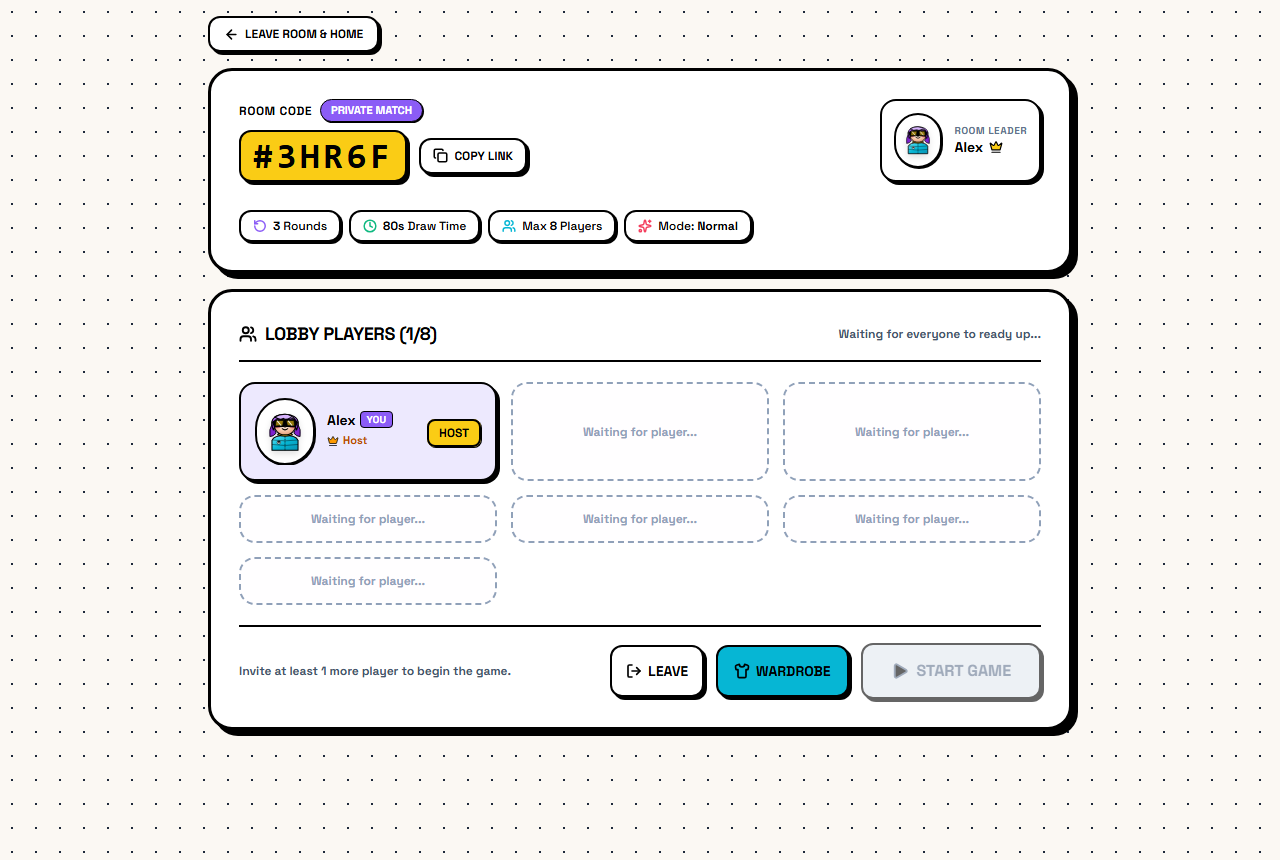 LEAVE ROOM & HOME
ROOM CODE PRIVATE MATCH
#3HR6F
COPY LINK
ROOM LEADER
Alex
3 Rounds
80s Draw Time
Max 8 Players
Mode: Normal
LOBBY PLAYERS (1/8)
Waiting for everyone to ready up...
Alex YOU
Host
HOST
Waiting for player...
Waiting for player...
Waiting for player...
Waiting for player...
Waiting for player...
Waiting for player...
Invite at least 1 more player to begin the game.
LEAVE
WARDROBE
START GAME